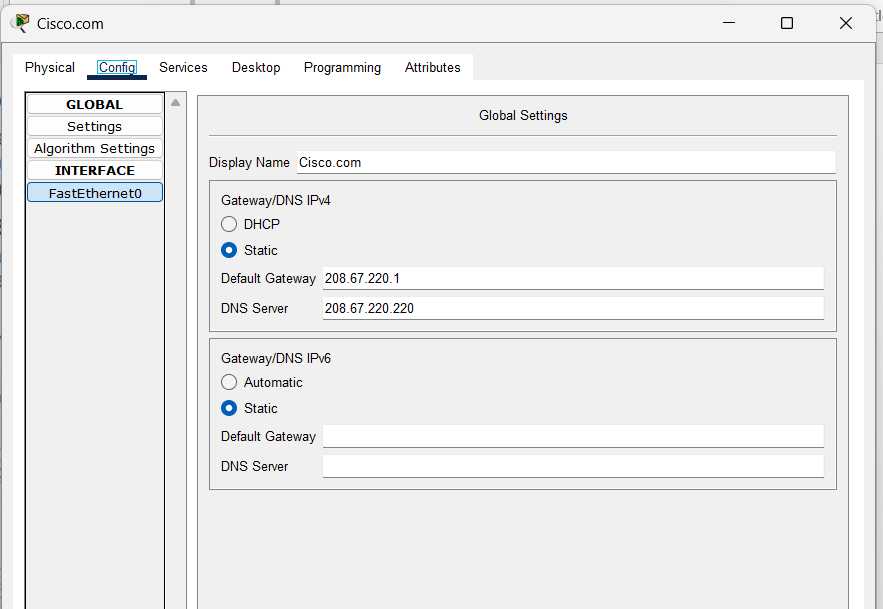 Cisco.com
Physical Config Services Desktop Programming Attributes
GLOBAL
Settings
Algorithm Settings
INTERFACE
FastEthernet0
Global Settings
Display Name Cisco.com
Gateway/DNS IPv4
DHCP
Static
Default Gateway 208.67.220.1
DNS Server 208.67.220.220
Gateway/DNS IPv6
Automatic
Static
Default Gateway
DNS Server